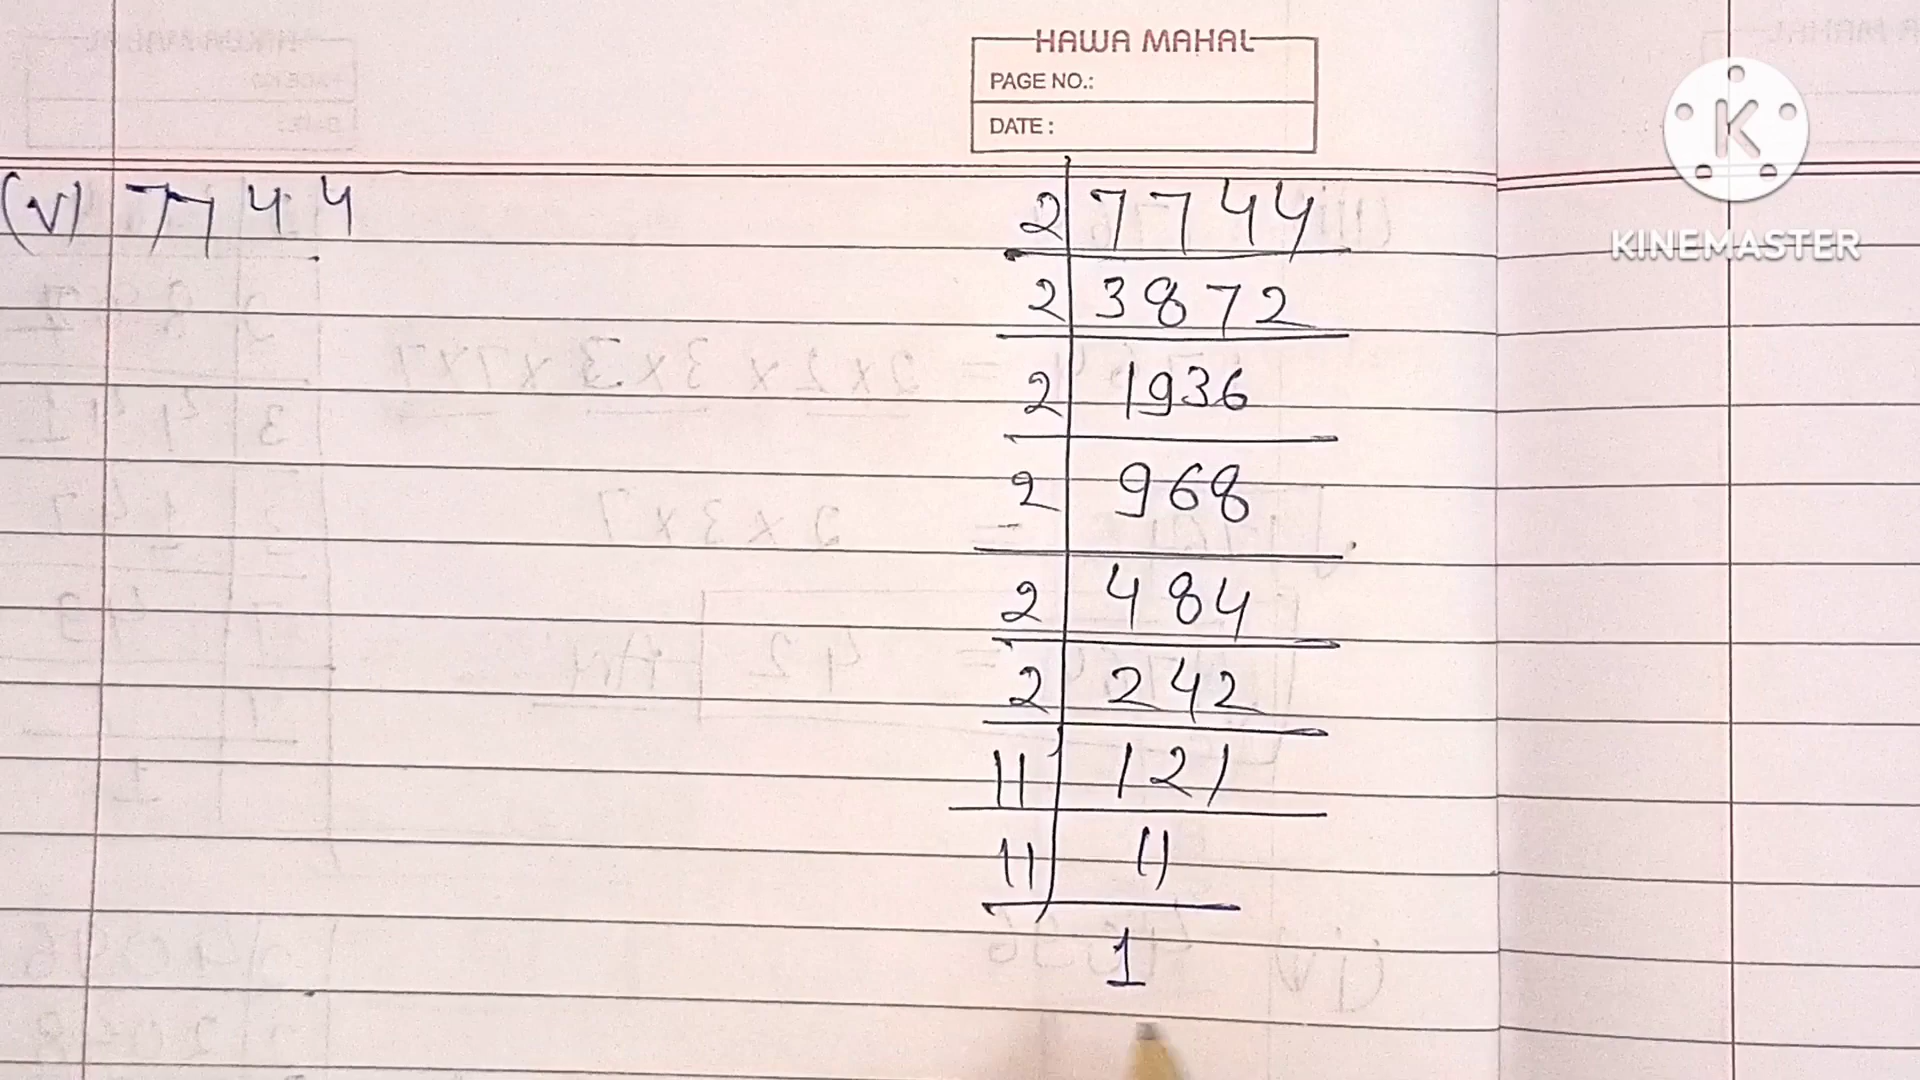 HAWA MAHAL
PAGE NO.:
DATE :
K
KINEMASTER
(v) 7744
2 7744
2 3872
2 1936
2 968
2 484
2 242
11 121
11 11
1